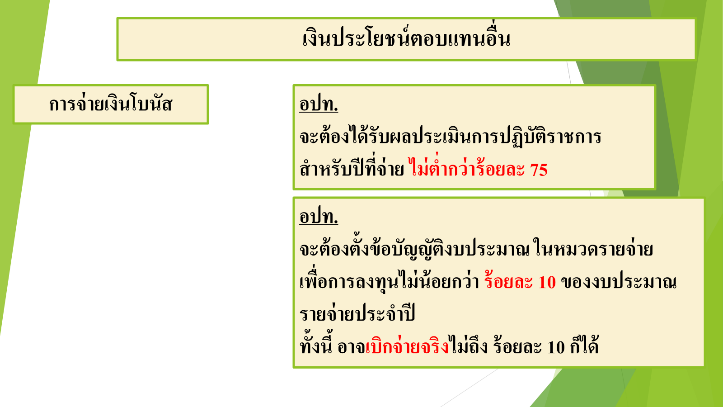 เงินประโยชน์ตอบแทนอื่น
การจ่ายเงินโบนัส
อปท.
จะต้องได้รับผลประเมินการปฏิบัติราชการ
สำหรับปีที่จ่าย ไม่ต่ำกว่าร้อยละ 75
อปท.
จะต้องตั้งข้อบัญญัติงบประมาณ ในหมวดรายจ่าย
เพื่อการลงทุนไม่น้อยกว่า ร้อยละ 10 ของงบประมาณ
รายจ่ายประจำปี
ทั้งนี้ อาจเบิกจ่ายจริงไม่ถึง ร้อยละ 10 ก็ได้